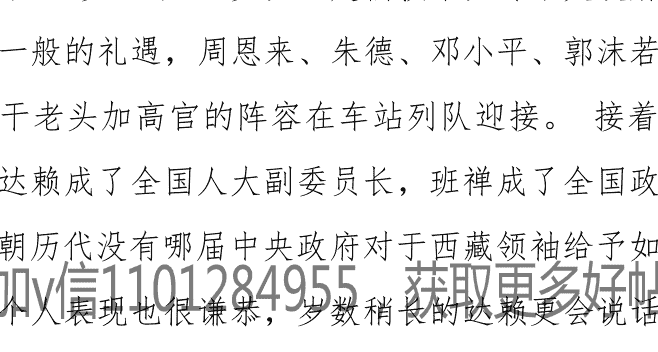 一般的礼遇，周恩来、朱德、邓小平、郭沫若
干老头加高官的阵容在车站列队迎接。 接着
达赖成了全国人大副委员长，班禅成了全国政
朝历代没有哪届中央政府对于西藏领袖给予如
加v信1101284955，获取更多好帖
个人表现也很谦恭，岁数稍长的达赖更会说话